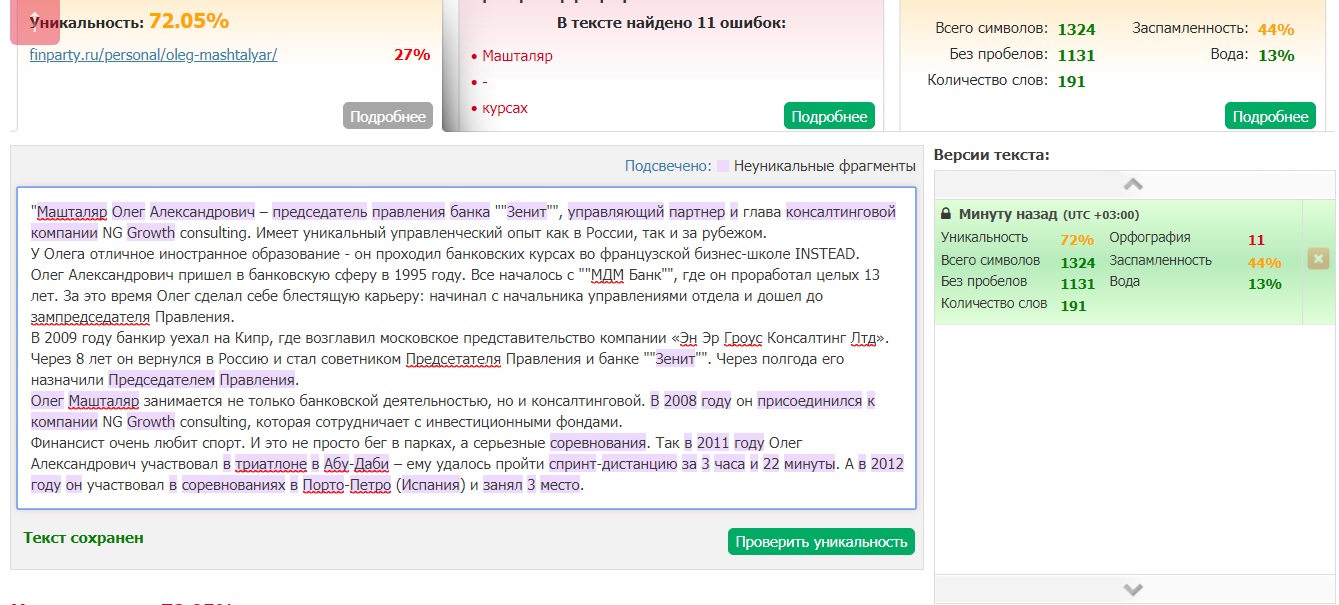 Уникальность: 72.05%
finparty.ru/personal/oleg-mashtalyar/ 27%
Подробнее
В тексте найдено 11 ошибок:
• Машталяр
• -
• курсах
Подробнее
Всего символов: 1324 Заспамленность: 44%
Без пробелов: 1131 Вода: 13%
Количество слов: 191
Подробнее
Подсвечено: Неуникальные фрагменты
"Машталяр Олег Александрович – председатель правления банка ""Зенит"", управляющий партнер и глава консалтинговой
компании NG Growth consulting. Имеет уникальный управленческий опыт как в России, так и за рубежом.
У Олега отличное иностранное образование - он проходил банковских курсах во французской бизнес-школе INSTEAD.
Олег Александрович пришел в банковскую сферу в 1995 году. Все началось с ""МДМ Банк"", где он проработал целых 13
лет. За это время Олег сделал себе блестящую карьеру: начинал с начальника управлениями отдела и дошел до
зампредседателя Правления.
В 2009 году банкир уехал на Кипр, где возглавил московское представительство компании «Эн Эр Гроус Консалтинг Лтд».
Через 8 лет он вернулся в Россию и стал советником Предсетателя Правления и банке ""Зенит"". Через полгода его
назначили Председателем Правления.
Олег Машталяр занимается не только банковской деятельностью, но и консалтинговой. В 2008 году он присоединился к
компании NG Growth consulting, которая сотрудничает с инвестиционными фондами.
Финансист очень любит спорт. И это не просто бег в парках, а серьезные соревнования. Так в 2011 году Олег
Александрович участвовал в триатлоне в Абу-Даби – ему удалось пройти спринт-дистанцию за 3 часа и 22 минуты. А в 2012
году он участвовал в соревнованиях в Порто-Петро (Испания) и занял 3 место.
Текст сохранен
Проверить уникальность
Версии текста:
Минуту назад (UTC +03:00)
Уникальность 72% Орфография 11
Всего символов 1324 Заспамленность 44%
Без пробелов 1131 Вода 13%
Количество слов 191